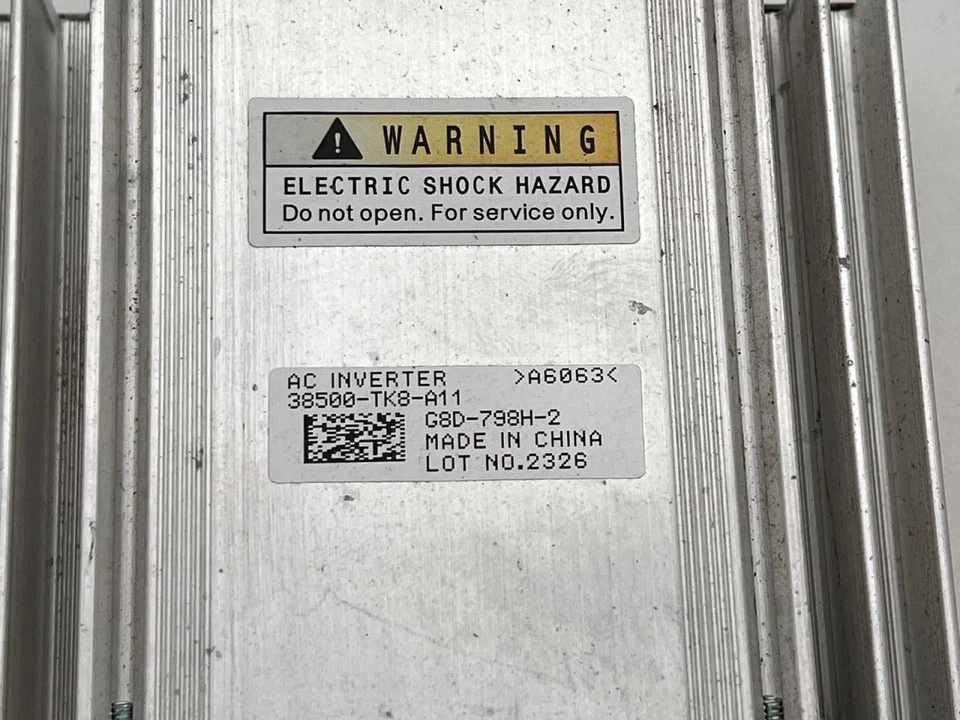 WARNING
ELECTRIC SHOCK HAZARD
Do not open. For service only.
AC INVERTER >A6063<
38500-TK8-A11
G8D-798H-2
MADE IN CHINA
LOT NO.2326